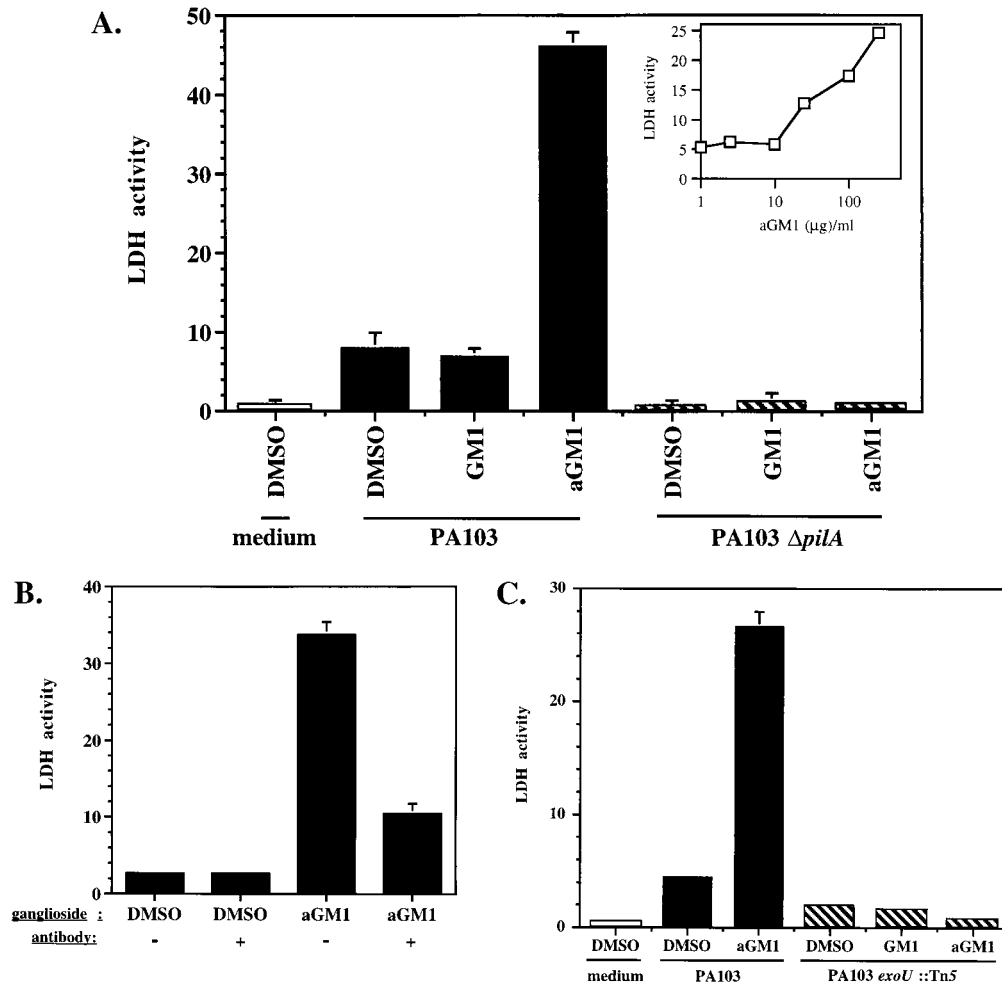 A.
50
40
30
20
10
0
LDH activity
25
20
15
10
5
0
LDH activity
1 10 100
aGM1 (µg)/ml
DMSO DMSO GM1 aGM1 DMSO GM1 aGM1
medium PA103 PA103 ΔpilA
B.
40
30
20
10
0
LDH activity
ganglioside : DMSO DMSO aGM1 aGM1
antibody: - + - +
C.
30
20
10
0
LDH activity
DMSO DMSO aGM1 DMSO GM1 aGM1
medium PA103 PA103 exoU ::Tn5